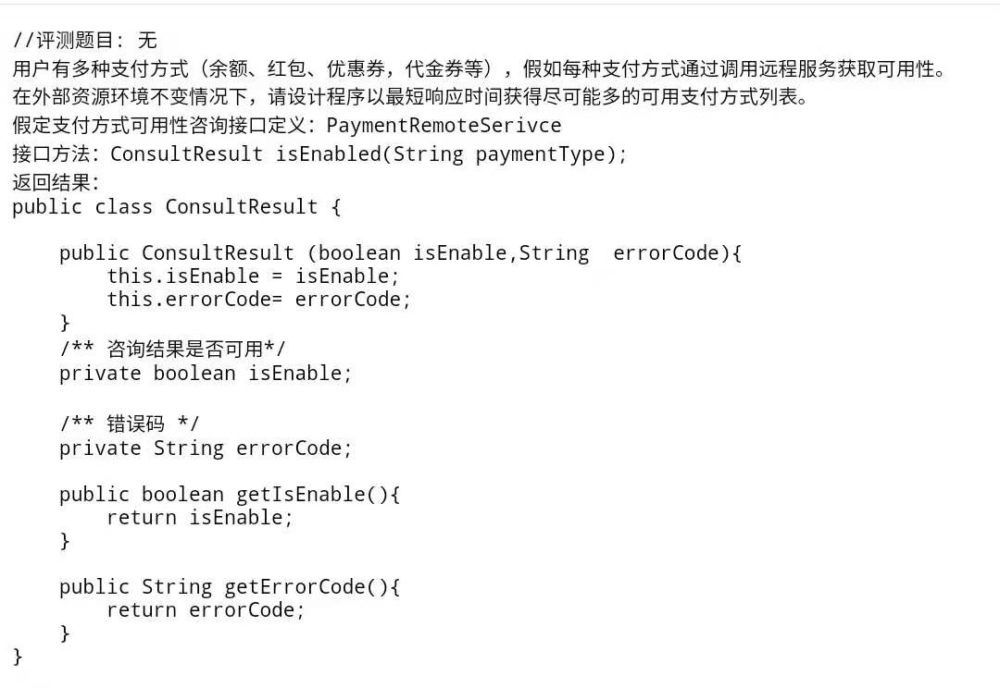 //评测题目: 无
用户有多种支付方式（余额、红包、优惠券，代金券等），假如每种支付方式通过调用远程服务获取可用性。
在外部资源环境不变情况下，请设计程序以最短响应时间获得尽可能多的可用支付方式列表。
假定支付方式可用性咨询接口定义：PaymentRemoteSerivce
接口方法：ConsultResult isEnabled(String paymentType);
返回结果：
public class ConsultResult {
    public ConsultResult (boolean isEnable,String  errorCode){
        this.isEnable = isEnable;
        this.errorCode= errorCode;
    }
    /** 咨询结果是否可用*/
    private boolean isEnable;
    /** 错误码 */
    private String errorCode;
    public boolean getIsEnable(){
        return isEnable;
    }
    public String getErrorCode(){
        return errorCode;
    }
}